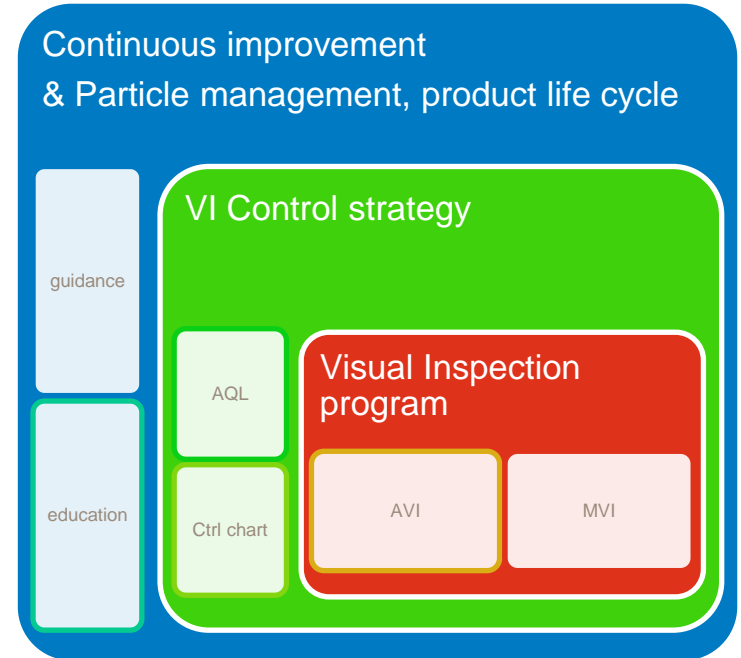 Continuous improvement
& Particle management, product life cycle
guidance
education
VI Control strategy
AQL
Ctrl chart
Visual Inspection
program
AVI
MVI